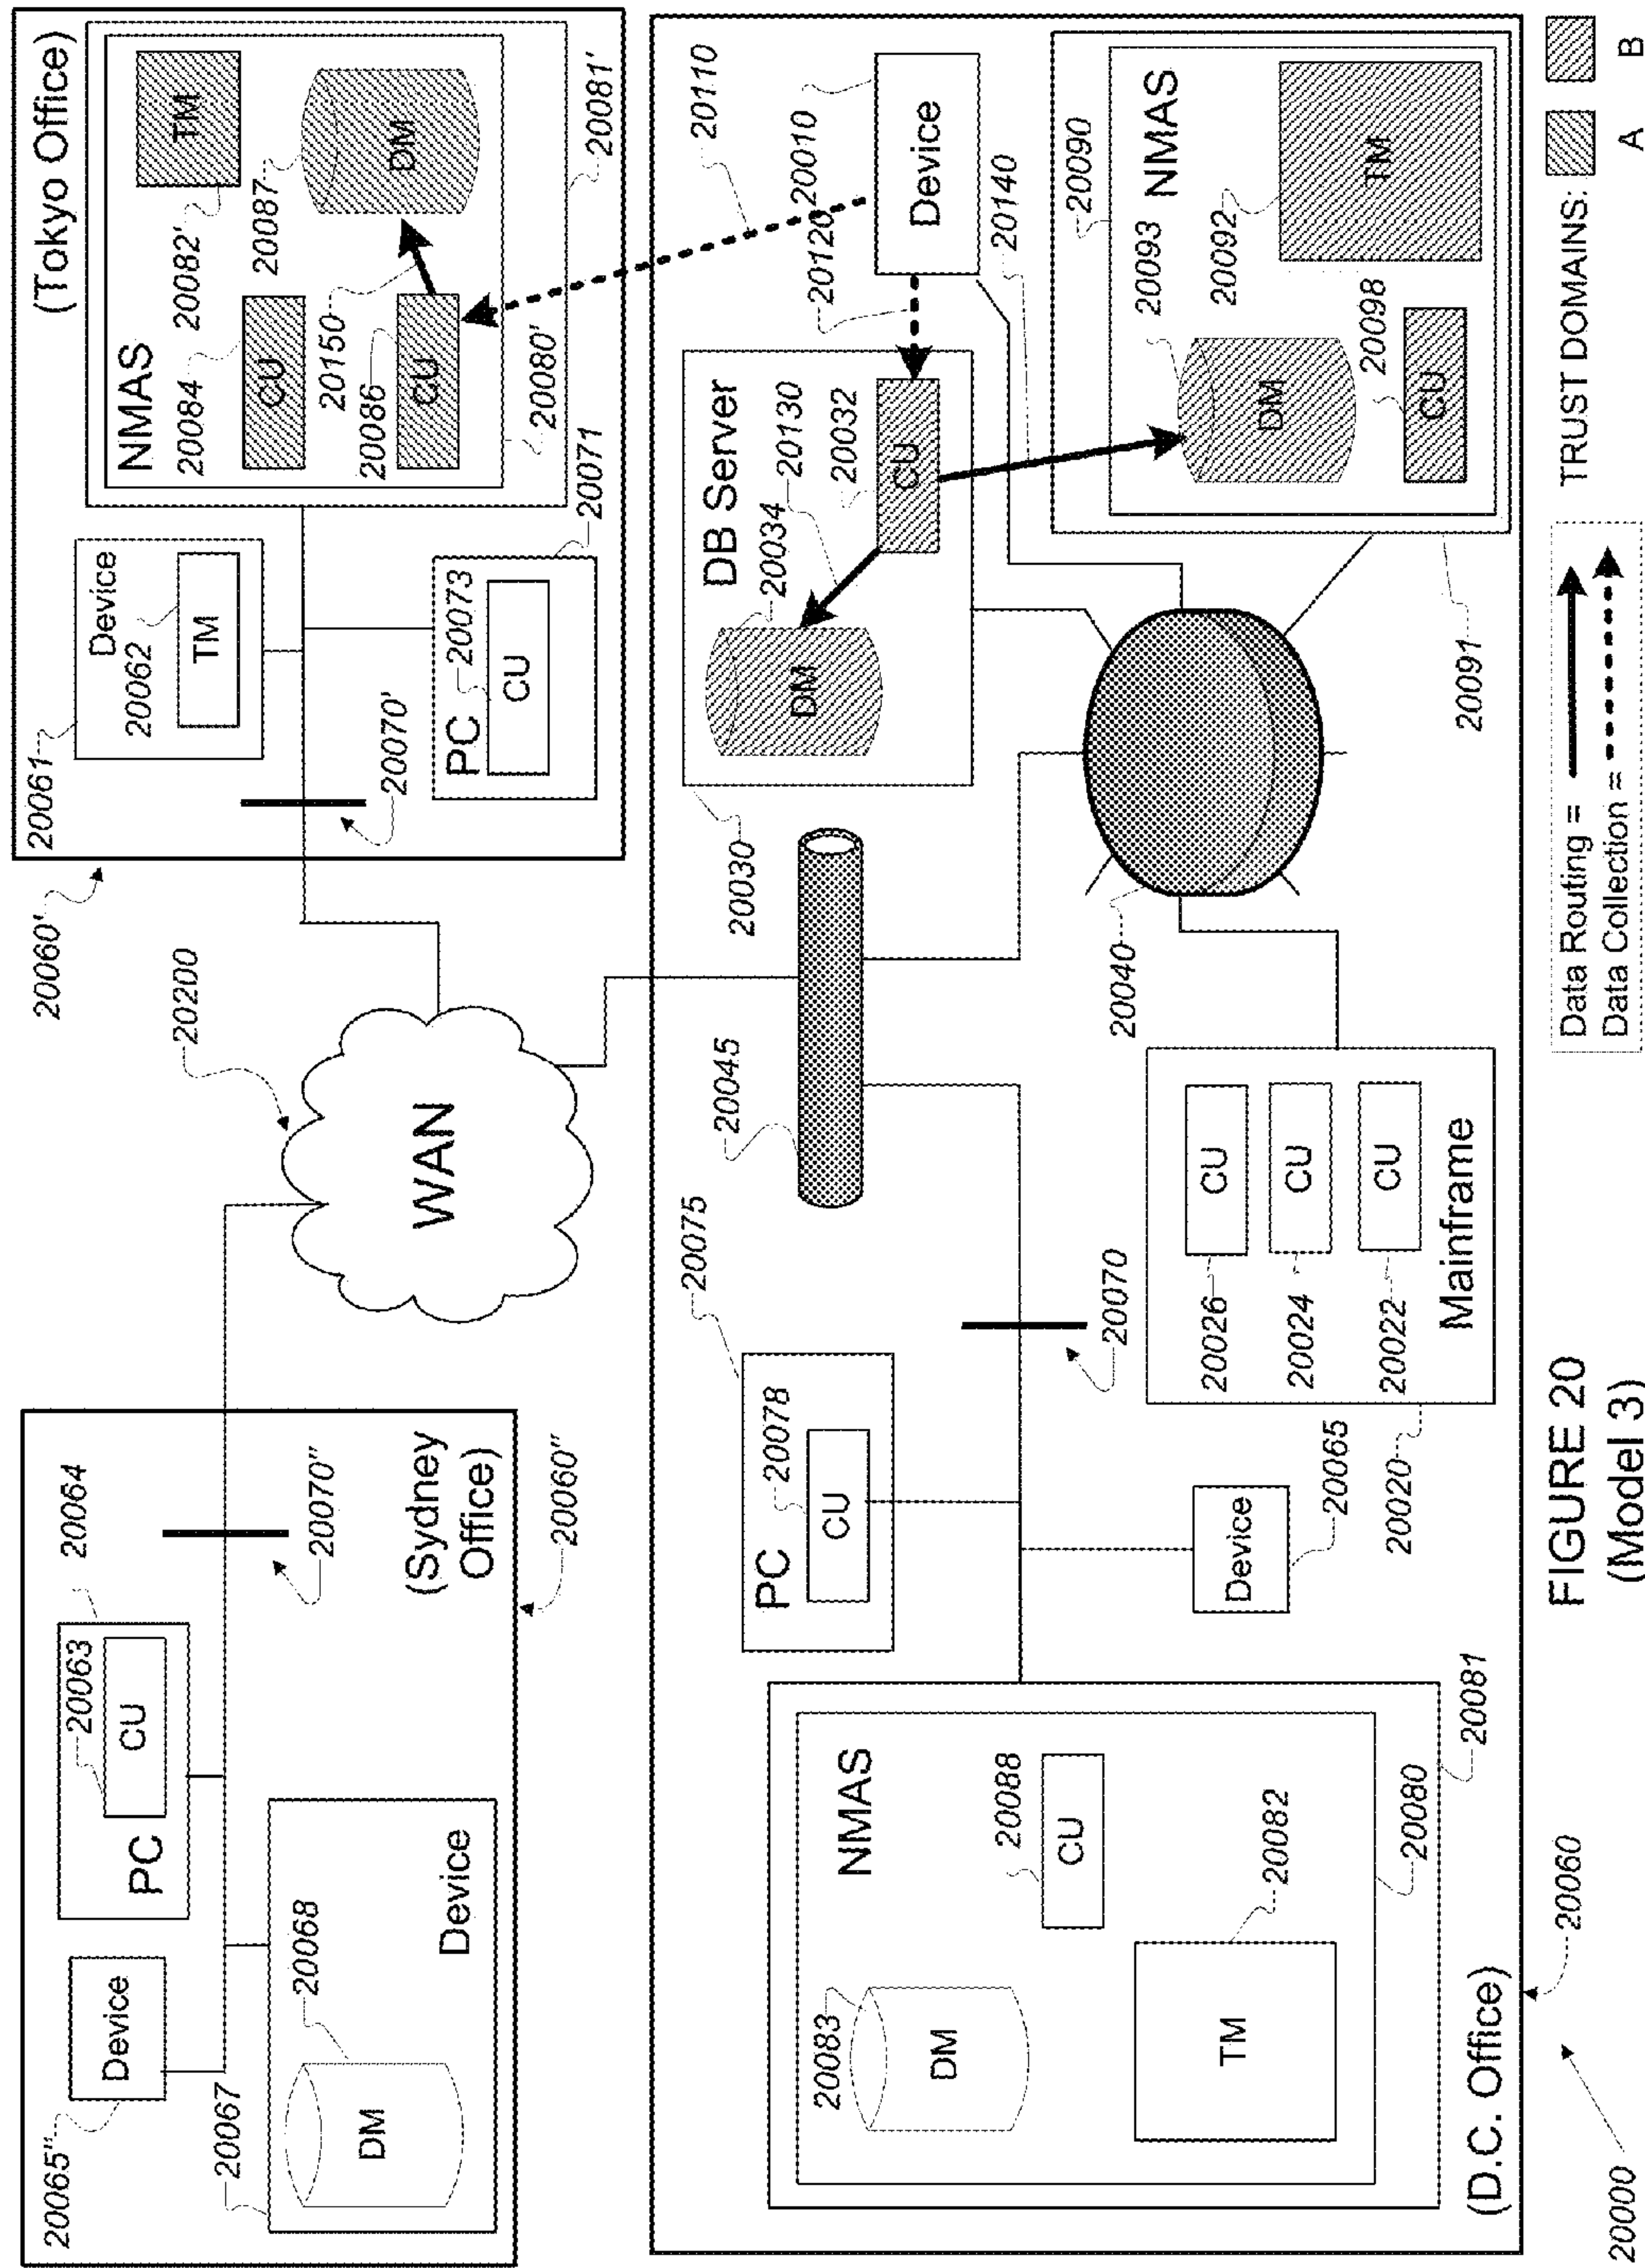 20065"
Device
20067
DM
20068
Device
20063
CU
PC
20064
20070"
(Sydney
Office)
20060"
WAN
20200
20060'
20061
Device
20062
TM
20070'
PC
20073
CU
20071
(Tokyo Office)
NMAS
20084
CU
20082'
TM
20087
DM
20150
20086
CU
20080'
20081'
20110
20045
20030
DB Server
20034
DM
20130
20032
CU
20120
20010
Device
20140
20090
NMAS
20093
DM
20092
TM
20098
CU
20091
20040
20075
PC
20078
CU
20070
20026
CU
20024
CU
20022
CU
Mainframe
20020
Device
20065
NMAS
20083
DM
20088
CU
20082
TM
20080
20081
(D.C. Office)
20060
20000
FIGURE 20
(Model 3)
Data Routing =
Data Collection =
TRUST DOMAINS:
A
B